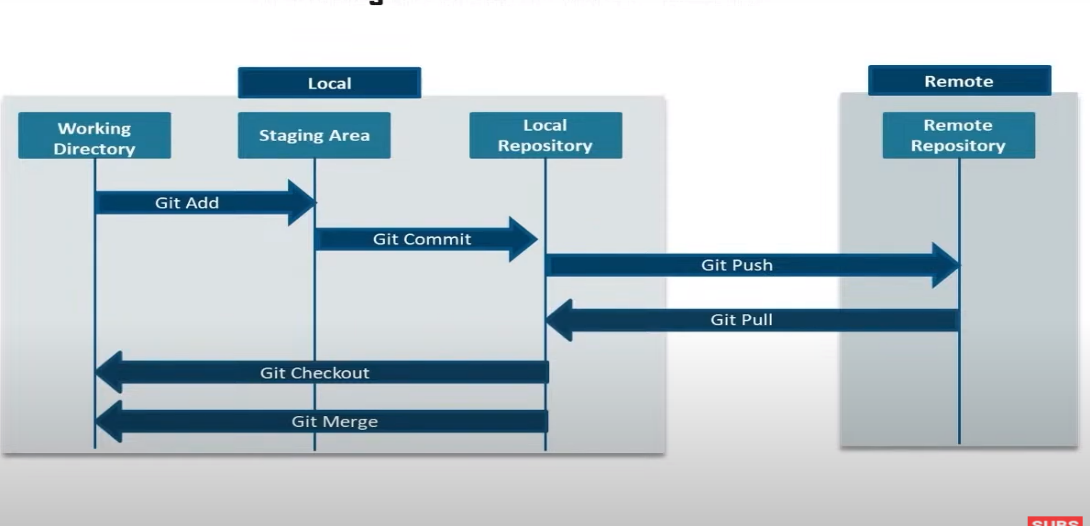 Local
Remote
Working
Directory
Staging Area
Local
Repository
Remote
Repository
Git Add
Git Commit
Git Push
Git Pull
Git Checkout
Git Merge
SUBS